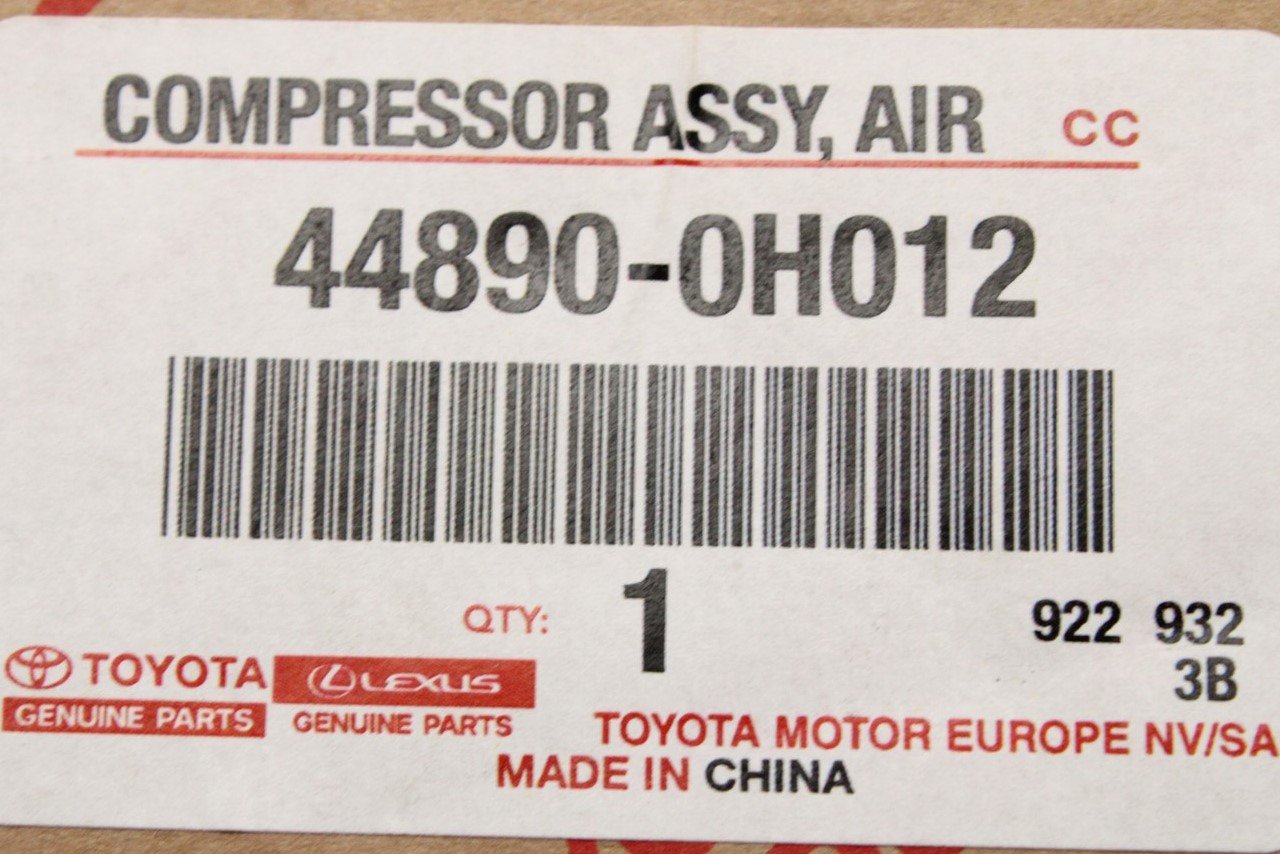 COMPRESSOR ASSY, AIR CC
44890-0H012
QTY: 1
922 932
3B
TOYOTA
GENUINE PARTS
LEXUS
GENUINE PARTS
TOYOTA MOTOR EUROPE NV/SA
MADE IN CHINA